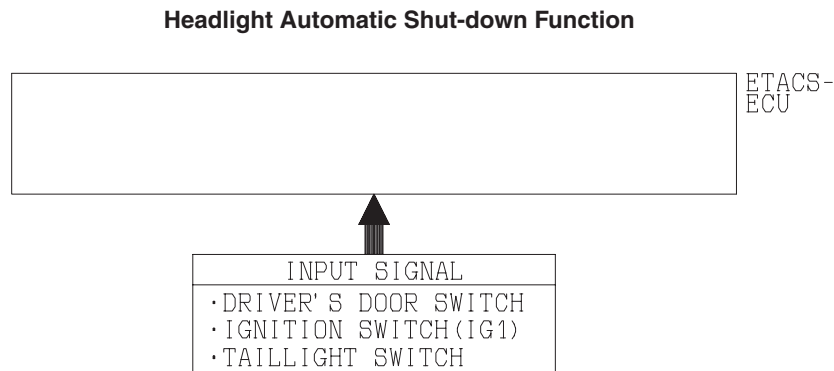 Headlight Automatic Shut-down Function
ETACS-
ECU
INPUT SIGNAL
·DRIVER'S DOOR SWITCH
·IGNITION SWITCH(IG1)
·TAILLIGHT SWITCH